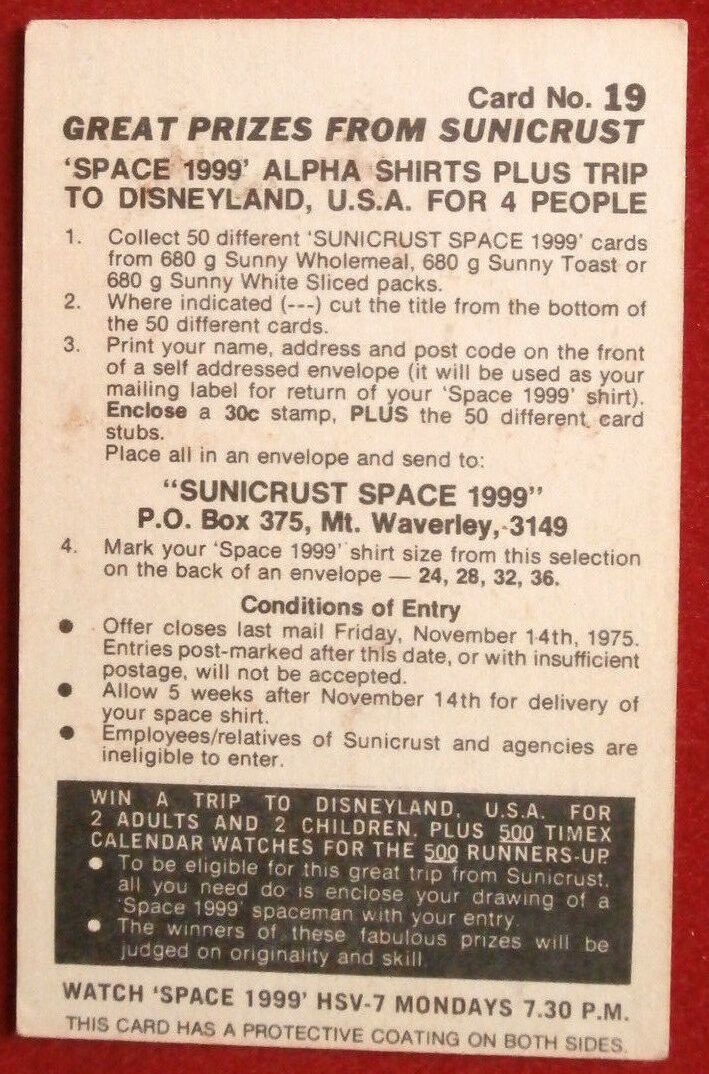 Card No. 19
GREAT PRIZES FROM SUNICRUST
'SPACE 1999' ALPHA SHIRTS PLUS TRIP
TO DISNEYLAND, U.S.A. FOR 4 PEOPLE
1. Collect 50 different 'SUNICRUST SPACE 1999' cards
from 680 g Sunny Wholemeal, 680 g Sunny Toast or
680 g Sunny White Sliced packs.
2. Where indicated (---) cut the title from the bottom of
the 50 different cards.
3. Print your name, address and post code on the front
of a self addressed envelope (it will be used as your
mailing label for return of your 'Space 1999' shirt).
Enclose a 30c stamp, PLUS the 50 different card
stubs.
Place all in an envelope and send to:
"SUNICRUST SPACE 1999"
P.O. Box 375, Mt. Waverley, 3149
4. Mark your 'Space 1999' shirt size from this selection
on the back of an envelope — 24, 28, 32, 36.
Conditions of Entry
● Offer closes last mail Friday, November 14th, 1975.
Entries post-marked after this date, or with insufficient
postage, will not be accepted.
● Allow 5 weeks after November 14th for delivery of
your space shirt.
● Employees/relatives of Sunicrust and agencies are
ineligible to enter.
WIN A TRIP TO DISNEYLAND, U.S.A. FOR
2 ADULTS AND 2 CHILDREN, PLUS 500 TIMEX
CALENDAR WATCHES FOR THE 500 RUNNERS-UP
● To be eligible for this great trip from Sunicrust,
all you need do is enclose your drawing of a
'Space 1999' spaceman with your entry.
● The winners of these fabulous prizes will be
judged on originality and skill.
WATCH 'SPACE 1999' HSV-7 MONDAYS 7.30 P.M.
THIS CARD HAS A PROTECTIVE COATING ON BOTH SIDES.